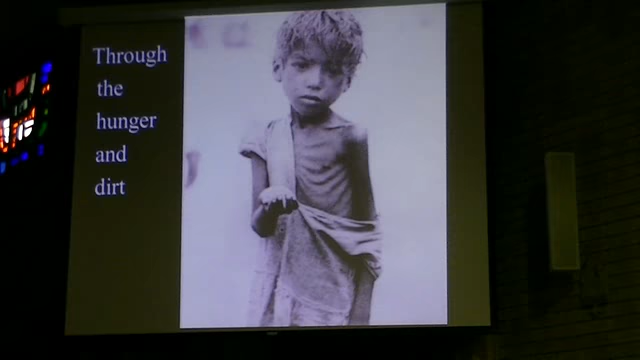 Through
the
hunger
and
dirt